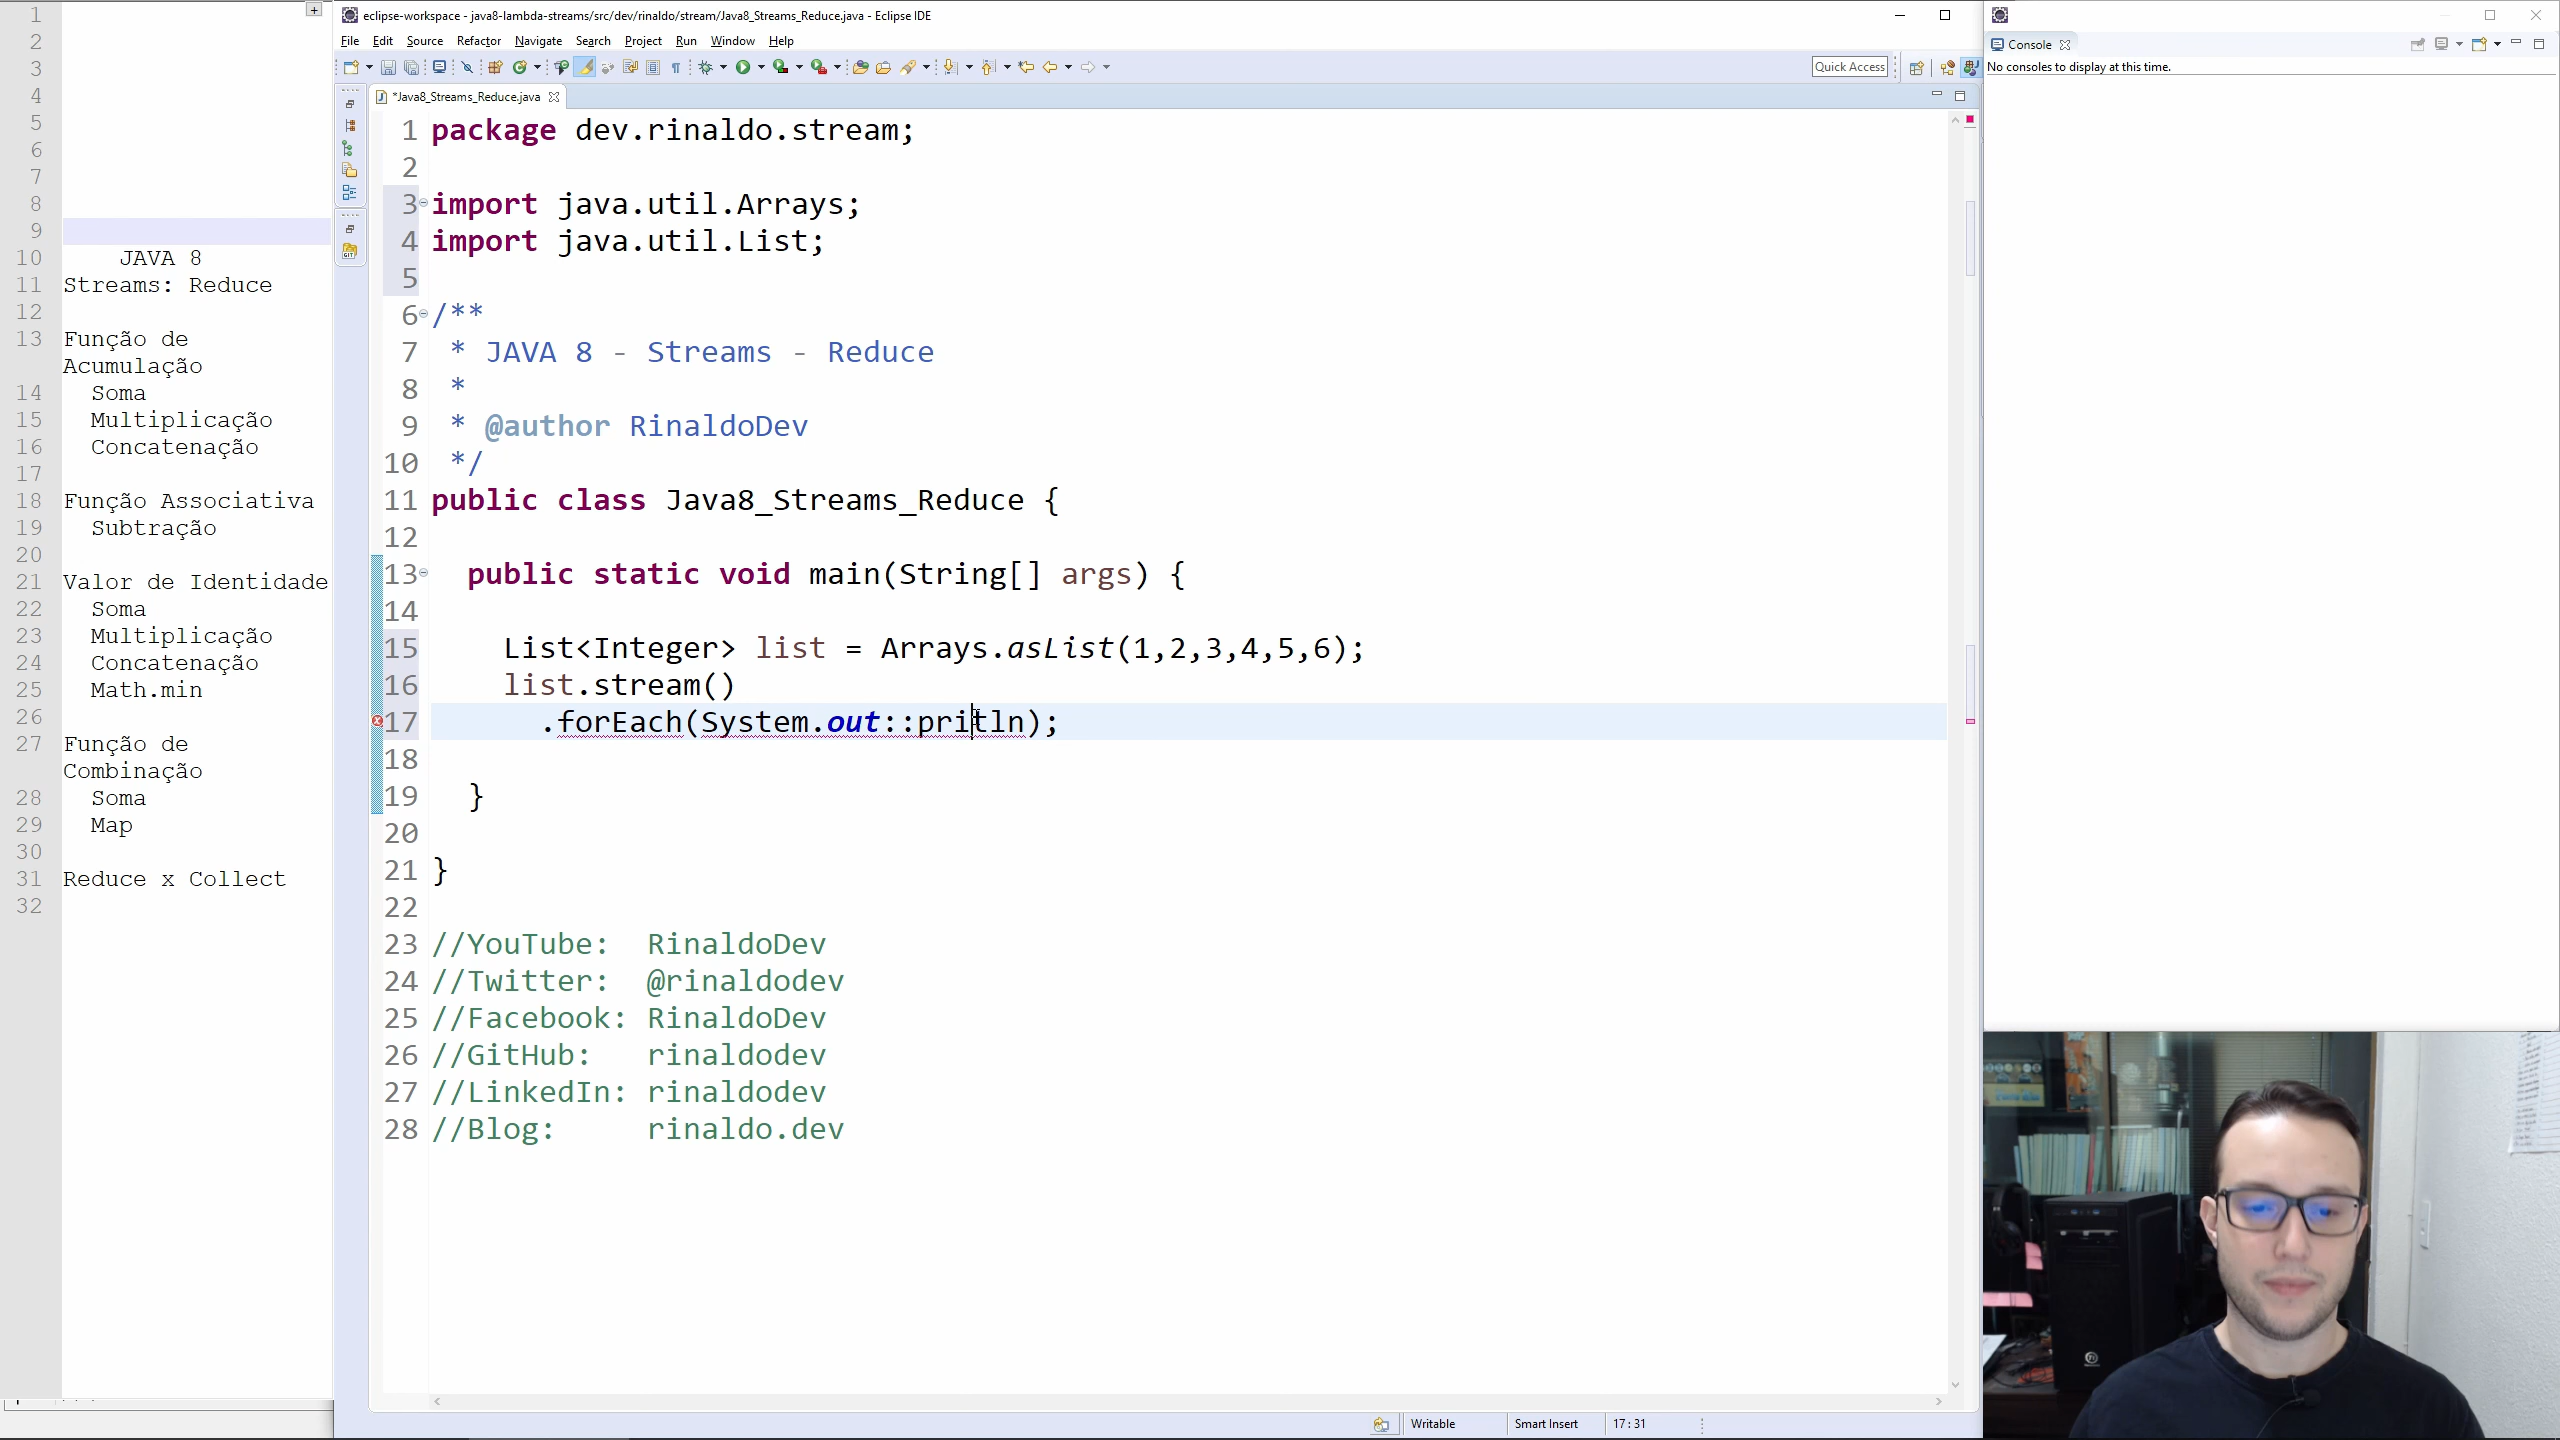 1
2
3
4
5
6
7
8
9
10 JAVA 8
11 Streams: Reduce
12
13 Função de
Acumulação
14 Soma
15 Multiplicação
16 Concatenação
17
18 Função Associativa
19 Subtração
20
21 Valor de Identidade
22 Soma
23 Multiplicação
24 Concatenação
25 Math.min
26
27 Função de
Combinação
28 Soma
29 Map
30
31 Reduce x Collect
32
eclipse-workspace - java8-lambda-streams/src/dev/rinaldo/stream/Java8_Streams_Reduce.java - Eclipse IDE
File Edit Source Refactor Navigate Search Project Run Window Help
Quick Access
*Java8_Streams_Reduce.java
1 package dev.rinaldo.stream;
2
3 import java.util.Arrays;
4 import java.util.List;
5
6 /**
7 * JAVA 8 - Streams - Reduce
8 *
9 * @author RinaldoDev
10 */
11 public class Java8_Streams_Reduce {
12
13 public static void main(String[] args) {
14
15 List<Integer> list = Arrays.asList(1,2,3,4,5,6);
16 list.stream()
17 .forEach(System.out::pritln);
18
19 }
20
21 }
22
23 //YouTube: RinaldoDev
24 //Twitter: @rinaldodev
25 //Facebook: RinaldoDev
26 //GitHub: rinaldodev
27 //LinkedIn: rinaldodev
28 //Blog: rinaldo.dev
Writable Smart Insert 17 : 31
Console
No consoles to display at this time.